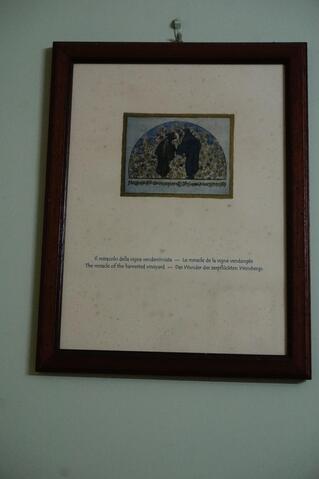 Il miracolo della vigna vendemmiata — Le miracle de la vigne vendangée
The miracle of the harvested vineyard — Das Wunder des zerpflückten Weinbergs